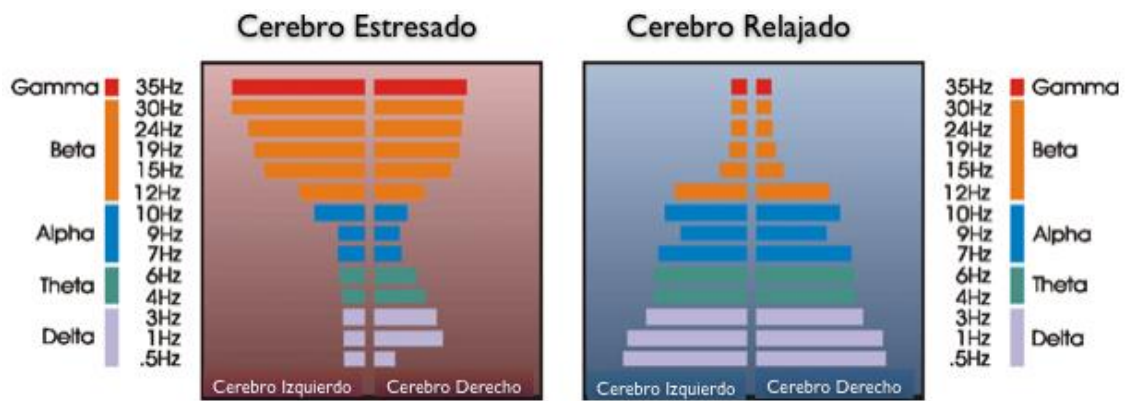 Cerebro Estresado
Cerebro Relajado
Gamma
35Hz
30Hz
24Hz
Beta
19Hz
15Hz
12Hz
10Hz
Alpha
9Hz
7Hz
Theta
6Hz
4Hz
3Hz
Delta
1Hz
.5Hz
Cerebro Izquierdo
Cerebro Derecho
Cerebro Izquierdo
Cerebro Derecho
35Hz
Gamma
30Hz
24Hz
19Hz
Beta
15Hz
12Hz
10Hz
9Hz
Alpha
7Hz
6Hz
Theta
4Hz
3Hz
1Hz
Delta
.5Hz